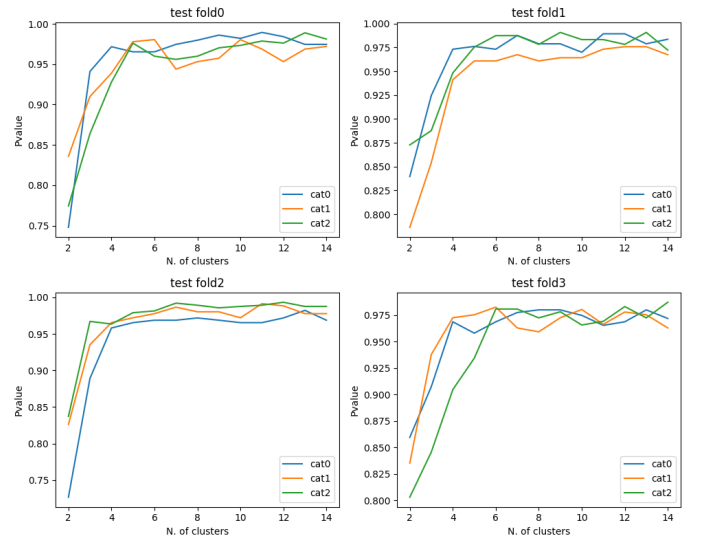 test fold0
1.00
0.95
0.90
0.85
0.80
0.75
Pvalue
2 4 6 8 10 12 14
N. of clusters
cat0
cat1
cat2
test fold1
1.000
0.975
0.950
0.925
0.900
0.875
0.850
0.825
0.800
Pvalue
2 4 6 8 10 12 14
N. of clusters
cat0
cat1
cat2
test fold2
1.00
0.95
0.90
0.85
0.80
0.75
Pvalue
2 4 6 8 10 12 14
N. of clusters
cat0
cat1
cat2
test fold3
0.975
0.950
0.925
0.900
0.875
0.850
0.825
0.800
Pvalue
2 4 6 8 10 12 14
N. of clusters
cat0
cat1
cat2